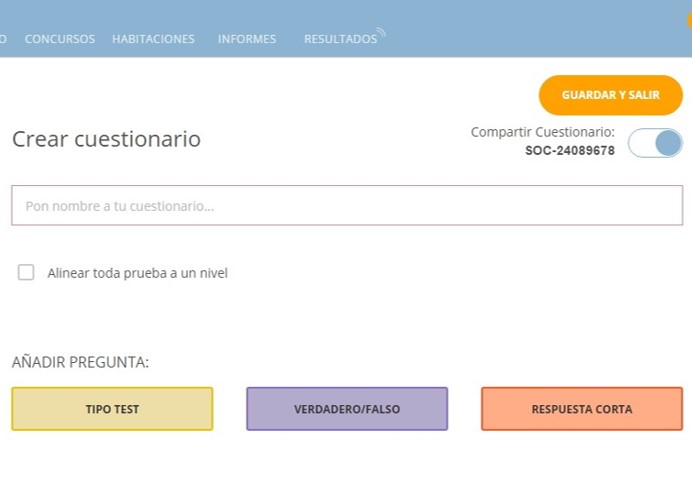 O CONCURSOS HABITACIONES INFORMES RESULTADOS
GUARDAR Y SALIR
Crear cuestionario
Compartir Cuestionario:
SOC-24089678
Pon nombre a tu cuestionario...
Alinear toda prueba a un nivel
AÑADIR PREGUNTA:
TIPO TEST VERDADERO/FALSO RESPUESTA CORTA